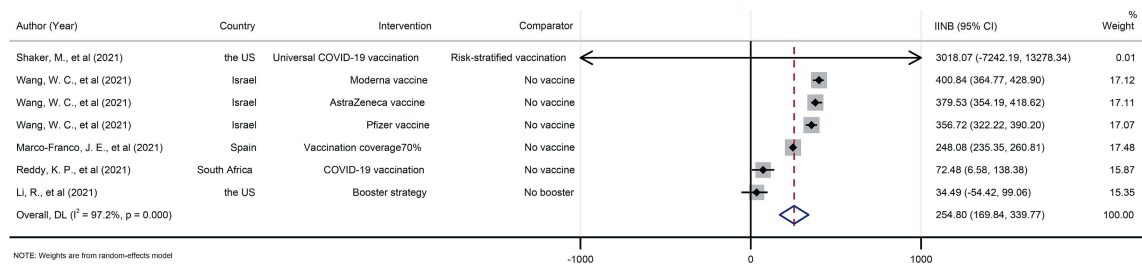 Author (Year) Country Intervention Comparator IINB (95% CI) % Weight
Shaker, M., et al (2021) the US Universal COVID-19 vaccination Risk-stratified vaccination 3018.07 (-7242.19, 13278.34) 0.01
Wang, W. C., et al (2021) Israel Moderna vaccine No vaccine 400.84 (364.77, 428.90) 17.12
Wang, W. C., et al (2021) Israel AstraZeneca vaccine No vaccine 379.53 (354.19, 418.62) 17.11
Wang, W. C., et al (2021) Israel Pfizer vaccine No vaccine 356.72 (322.22, 390.20) 17.07
Marco-Franco, J. E., et al (2021) Spain Vaccination coverage70% No vaccine 248.08 (235.35, 260.81) 17.48
Reddy, K. P., et al (2021) South Africa COVID-19 vaccination No vaccine 72.48 (6.58, 138.38) 15.87
Li, R., et al (2021) the US Booster strategy No booster 34.49 (-54.42, 99.06) 15.35
Overall, DL (I² = 97.2%, p = 0.000) 254.80 (169.84, 339.77) 100.00
NOTE: Weights are from random-effects model
-1000 0 1000